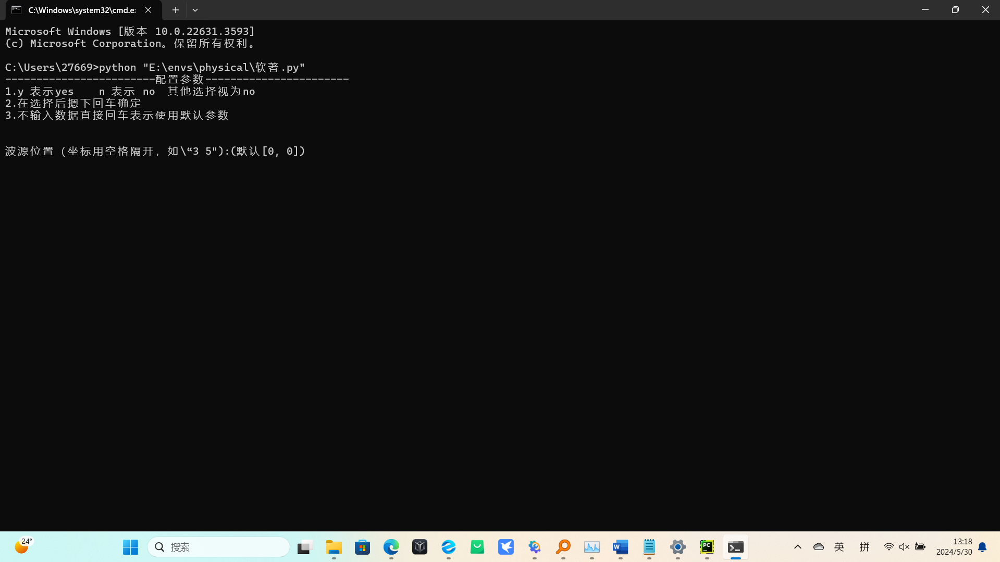 C:\Windows\system32\cmd.e
Microsoft Windows [版本 10.0.22631.3593]
(c) Microsoft Corporation。保留所有权利。
C:\Users\27669>python "E:\envs\physical\软著.py"
------------------------配置参数-----------------------
1.y 表示yes    n 表示 no  其他选择视为no
2.在选择后摁下回车确定
3.不输入数据直接回车表示使用默认参数
波源位置（坐标用空格隔开，如\“3 5"):(默认[0, 0])
24°
搜索
英
拼
13:18
2024/5/30